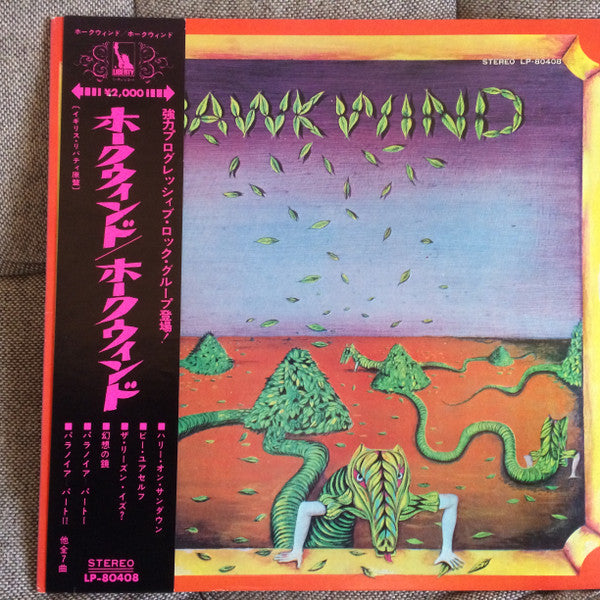 ホークウィンド/ホークウィンド
LIBERTY
¥2,000
[イギリス・リバティ原盤]
ホークウィンド/ホークウィンド
強力プログレッシィブ・ロック・グループ登場!
■ハリー・オン・サンダウン
■ビー・ユアセルフ
■ザ・リーズン・イズ?
■幻想の鏡
■パラノイア パートI
■パラノイア パートII
他全7曲
STEREO
LP-80408
STEREO LP-80408
AWKWIND